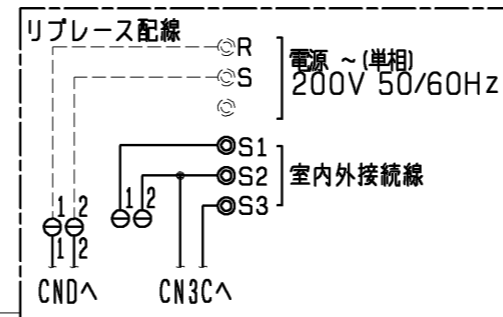 リプレース配線
R
電源 ~ (単相)
S
200V 50/60Hz
S1
S2
室内外接続線
S3
1 2
1 2
1 2
CNDへ
CN3Cへ